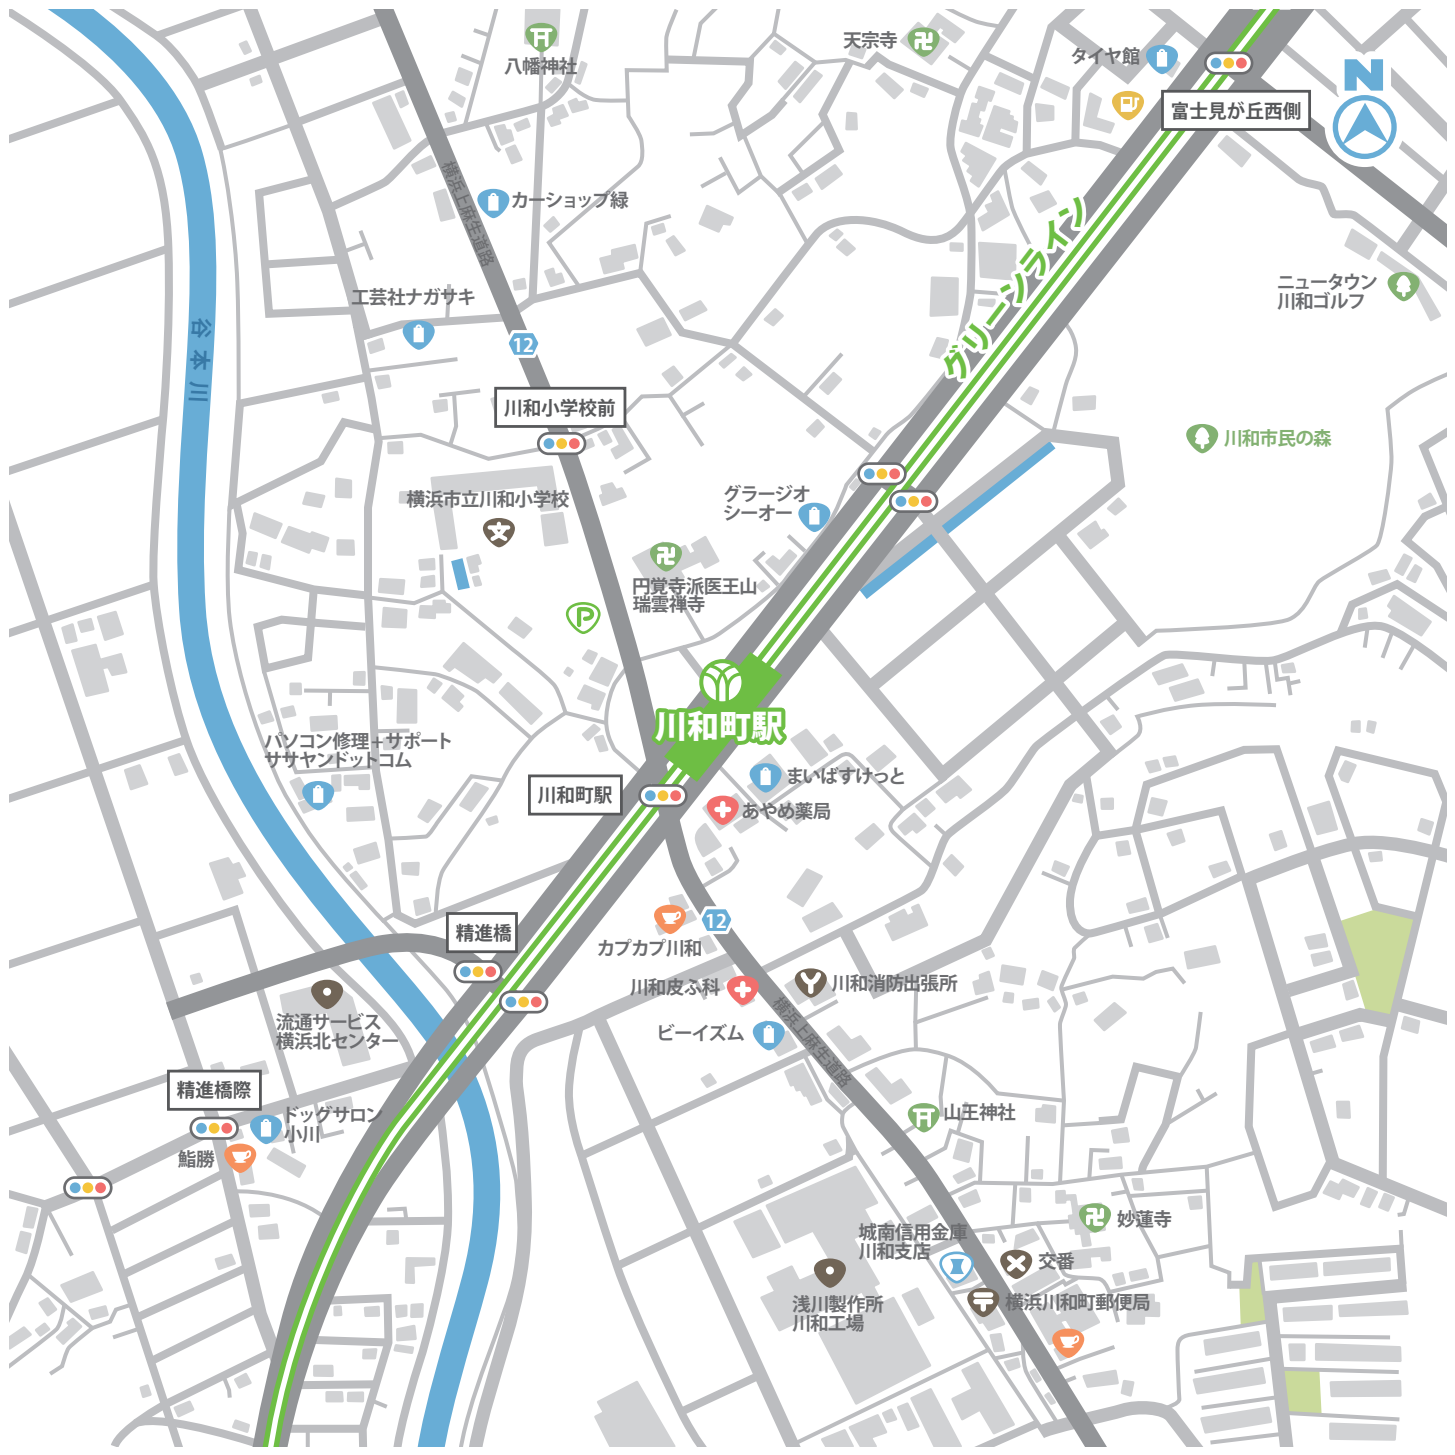 八幡神社
天宗寺
タイヤ館
N
富士見が丘西側
横浜上麻生道路
カーショップ緑
グリーンライン
ニュータウン
川和ゴルフ
工芸社ナガサキ
谷本川
12
川和小学校前
川和市民の森
横浜市立川和小学校
文
グラージオ
シーオー
円覚寺派医王山
瑞雲禅寺
P
川和町駅
パソコン修理+サポート
ササヤンドットコム
川和町駅
まいばすけっと
あやめ薬局
精進橋
12
カプカプ川和
川和皮ふ科
川和消防出張所
流通サービス
横浜北センター
ビーイズム
横浜上麻生道路
精進橋際
ドッグサロン
小川
鮨勝
山王神社
妙蓮寺
城南信用金庫
川和支店
交番
浅川製作所
川和工場
横浜川和町郵便局